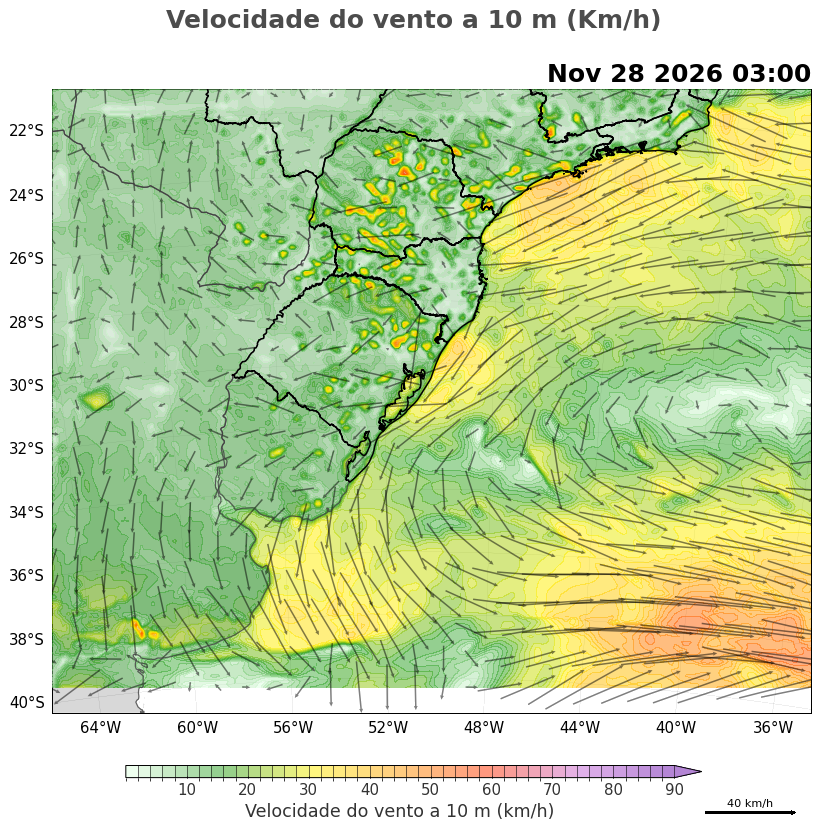 Velocidade do vento a 10 m (Km/h)
Nov 28 2026 03:00
22°S
24°S
26°S
28°S
30°S
32°S
34°S
36°S
38°S
40°S
64°W 60°W 56°W 52°W 48°W 44°W 40°W 36°W
10 20 30 40 50 60 70 80 90
Velocidade do vento a 10 m (km/h)
40 km/h